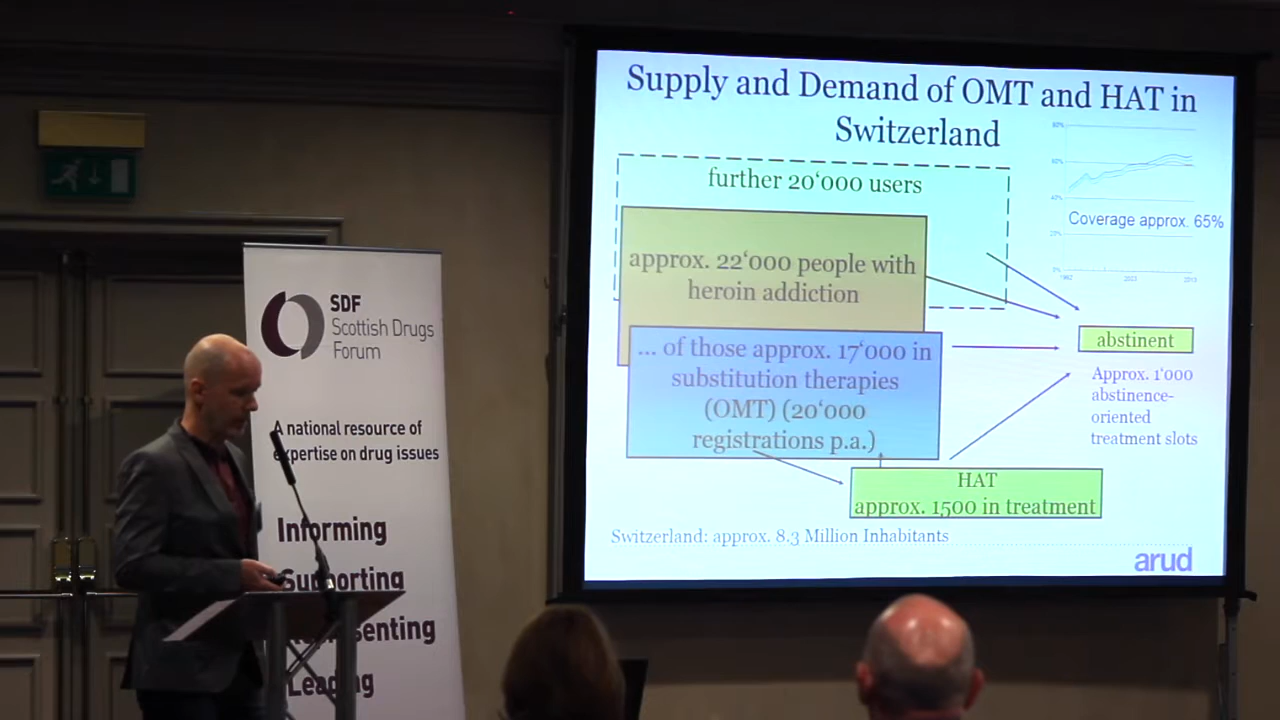 SDF
Scottish Drugs
Forum
A national resource of
expertise on drug issues
Informing
Supporting
Leading
Supply and Demand of OMT and HAT in
Switzerland
further 20‘000 users
approx. 22‘000 people with
heroin addiction
... of those approx. 17‘000 in
substitution therapies
(OMT) (20‘000
registrations p.a.)
HAT
approx. 1500 in treatment
Switzerland: approx. 8.3 Million Inhabitants
60%
Coverage approx. 65%
abstinent
Approx. 1‘000
abstinence-
oriented
treatment slots
arud